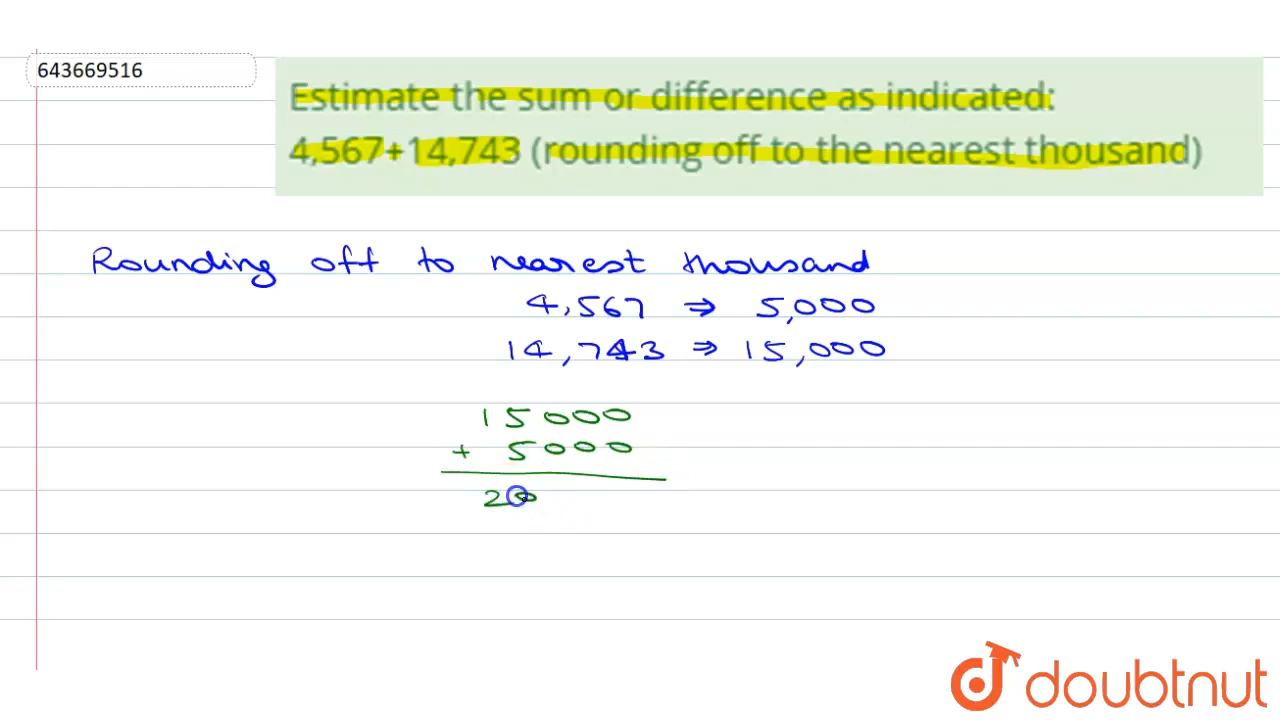 643669516
Estimate the sum or difference as indicated:
4,567+14,743 (rounding off to the nearest thousand)
Rounding off to nearest thousand
4,567 ⇒ 5,000
14,743 ⇒ 15,000
15000
+ 5000
20
doubtnut